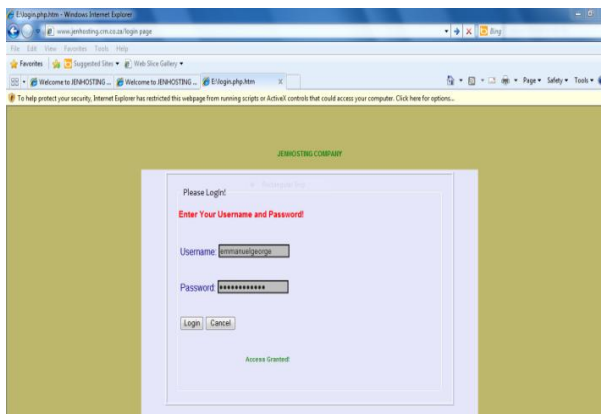 E:\login.php.htm - Windows Internet Explorer
www.jenhosting.crn.co.za/login page
Bing
File Edit View Favorites Tools Help
Favorites Suggested Sites Web Slice Gallery
Welcome to JENHOSTING ... Welcome to JENHOSTING ... E:\login.php.htm X Page Safety Tools
To help protect your security, Internet Explorer has restricted this webpage from running scripts or ActiveX controls that could access your computer. Click here for options...
JENHOSTING COMPANY
Please Login!
Enter Your Username and Password!
Username: emmanuelgeorge
Password: ••••••••••••
Login Cancel
Access Granted!